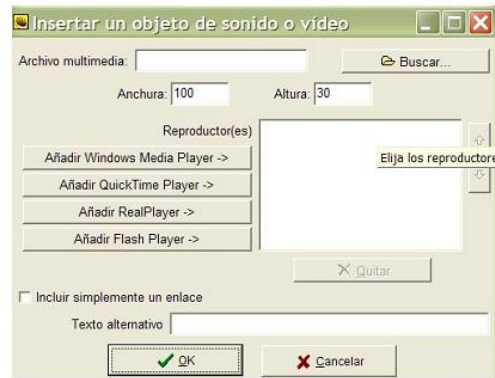 Insertar un objeto de sonido o vídeo
Archivo multimedia:
Buscar...
Anchura: 100 Altura: 30
Reproductor(es)
Añadir Windows Media Player ->
Elija los reproductore
Añadir QuickTime Player ->
Añadir RealPlayer ->
Añadir Flash Player ->
Quitar
Incluir simplemente un enlace
Texto alternativo
OK
Cancelar